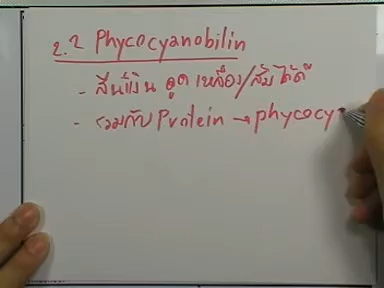 2.2 Phycocyanobilin
- สีน้ำเงิน ดูด เหลือง/ส้ม ได้ดี
- รวมกับ Protein → phycocy